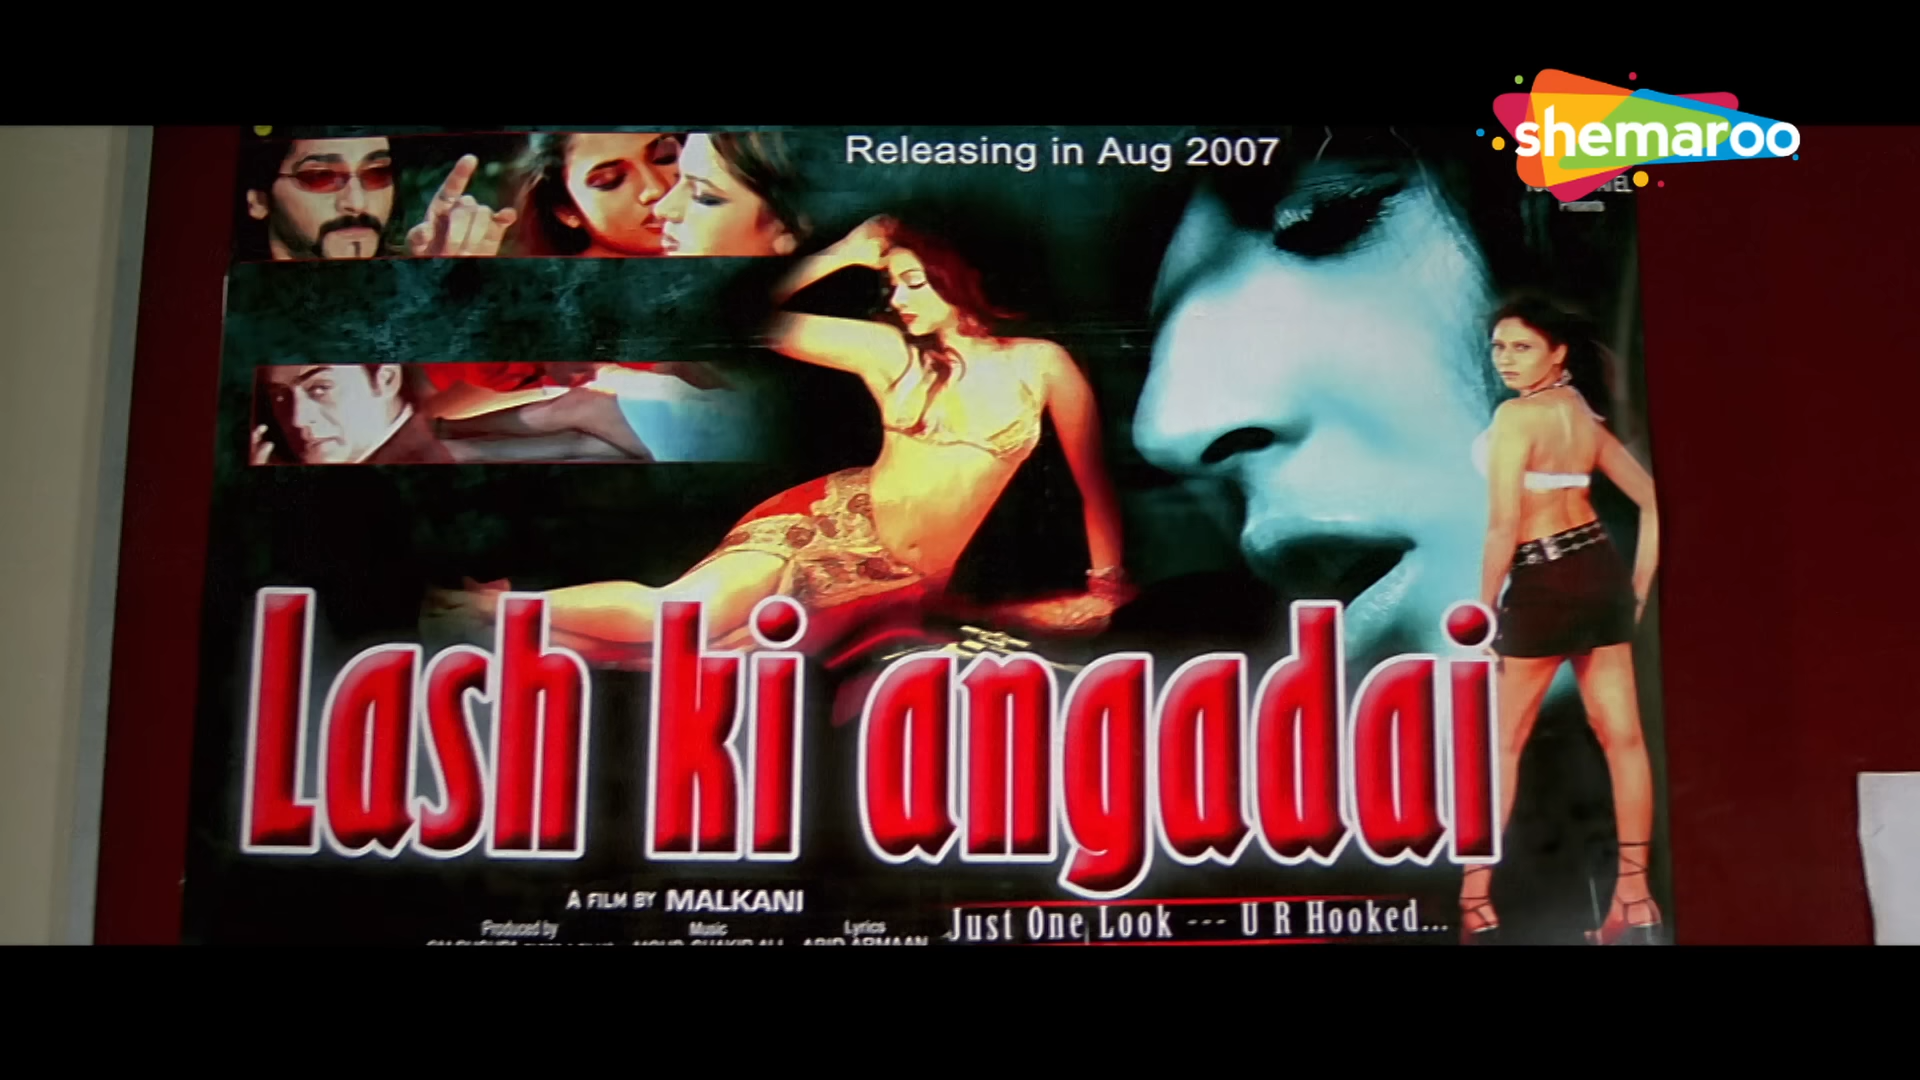 shemaroo
Releasing in Aug 2007
Lash ki angadai
A FILM BY MALKANI
Produced by
Music
Lyrics
Just One Look --- U R Hooked...